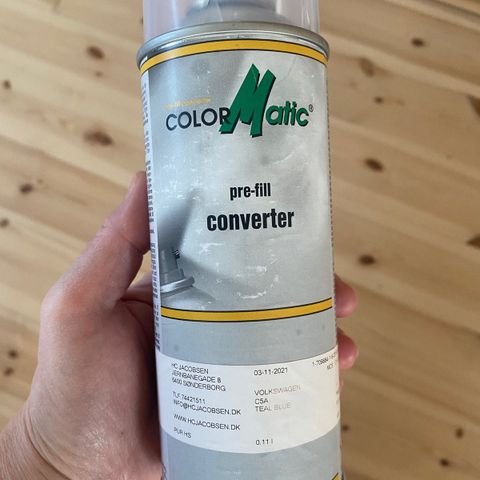 COLORMatic®
pre-fill
converter
HC JACOBSEN
JERNBANEGADE 8
6400 SØNDERBORG
TLF 74421511
INFO@HCJACOBSEN.DK
WWW.HCJACOBSEN.DK
PUR HS
03-11-2021
VOLKSWAGEN
C5A
TEAL BLUE
0.11 l